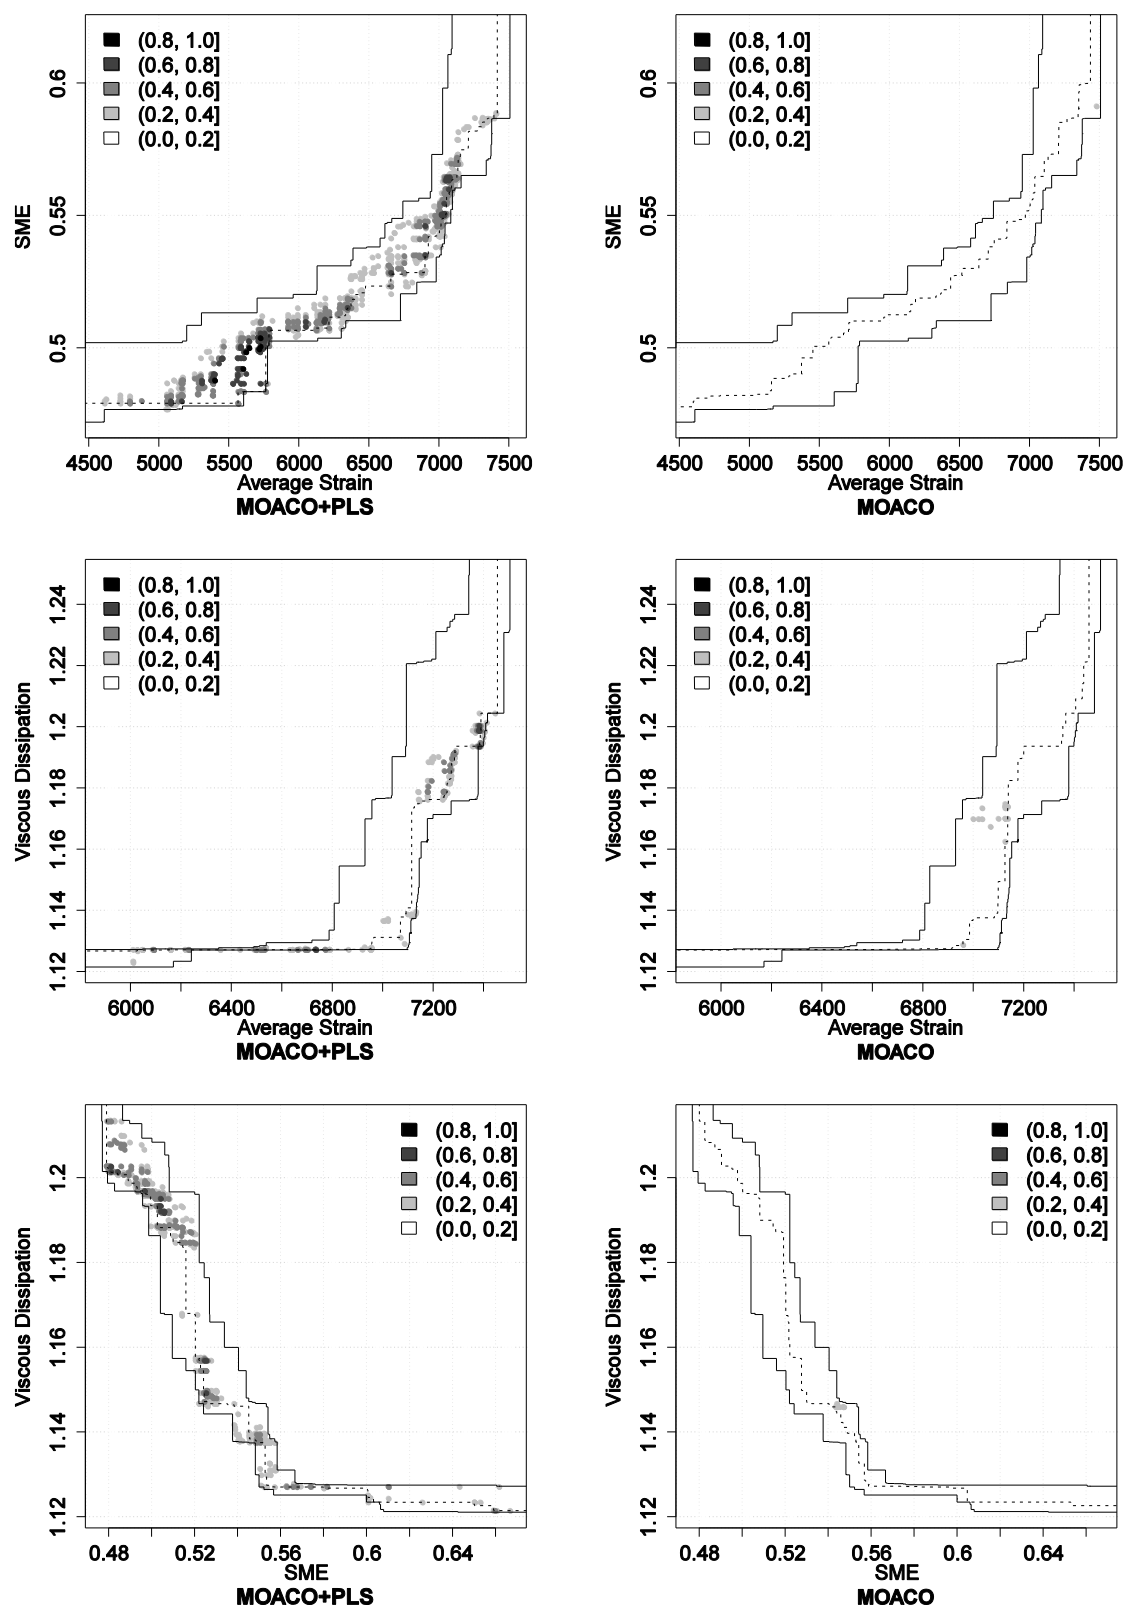 (0.8, 1.0]
(0.6, 0.8]
(0.4, 0.6]
(0.2, 0.4]
(0.0, 0.2]
SME
0.6
0.55
0.5
4500 5000 5500 6000 6500 7000 7500
Average Strain
MOACO+PLS
(0.8, 1.0]
(0.6, 0.8]
(0.4, 0.6]
(0.2, 0.4]
(0.0, 0.2]
SME
0.6
0.55
0.5
4500 5000 5500 6000 6500 7000 7500
Average Strain
MOACO
(0.8, 1.0]
(0.6, 0.8]
(0.4, 0.6]
(0.2, 0.4]
(0.0, 0.2]
Viscous Dissipation
1.24
1.22
1.2
1.18
1.16
1.14
1.12
6000 6400 6800 7200
Average Strain
MOACO+PLS
(0.8, 1.0]
(0.6, 0.8]
(0.4, 0.6]
(0.2, 0.4]
(0.0, 0.2]
Viscous Dissipation
1.24
1.22
1.2
1.18
1.16
1.14
1.12
6000 6400 6800 7200
Average Strain
MOACO
(0.8, 1.0]
(0.6, 0.8]
(0.4, 0.6]
(0.2, 0.4]
(0.0, 0.2]
Viscous Dissipation
1.2
1.18
1.16
1.14
1.12
0.48 0.52 0.56 0.6 0.64
SME
MOACO+PLS
(0.8, 1.0]
(0.6, 0.8]
(0.4, 0.6]
(0.2, 0.4]
(0.0, 0.2]
Viscous Dissipation
1.2
1.18
1.16
1.14
1.12
0.48 0.52 0.56 0.6 0.64
SME
MOACO